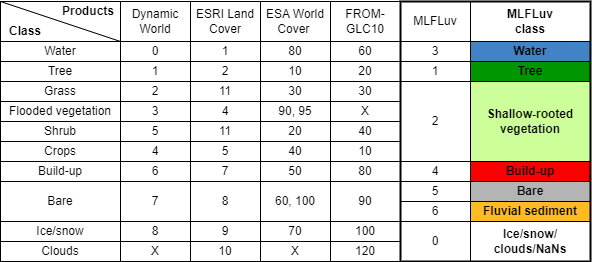 Products Dynamic World ESRI Land Cover ESA World Cover FROM-GLC10 MLFLuv MLFLuv class
Class
Water 0 1 80 60 3 Water
Tree 1 2 10 20 1 Tree
Grass 2 11 30 30
Flooded vegetation 3 4 90, 95 X 2 Shallow-rooted vegetation
Shrub 5 11 20 40
Crops 4 5 40 10
Build-up 6 7 50 80 4 Build-up
Bare 7 8 60, 100 90 5 Bare
6 Fluvial sediment
Ice/snow 8 9 70 100 0 Ice/snow/clouds/NaNs
Clouds X 10 X 120